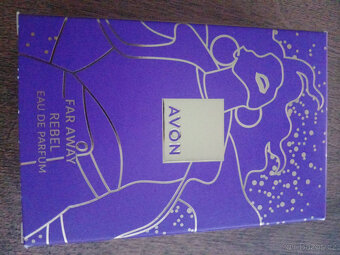 AVON
FAR AWAY
REBEL
EAU DE PARFUM